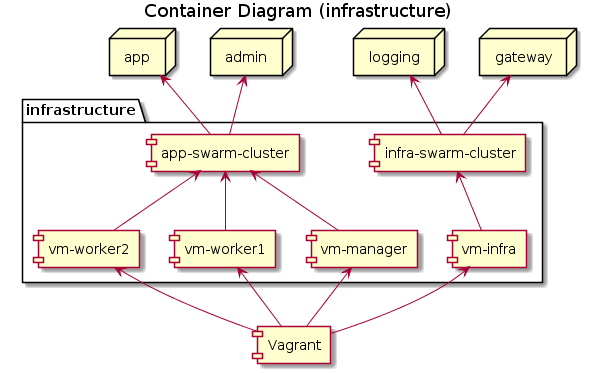 Container Diagram (infrastructure)
app
admin
logging
gateway
infrastructure
app-swarm-cluster
infra-swarm-cluster
vm-worker2
vm-worker1
vm-manager
vm-infra
Vagrant